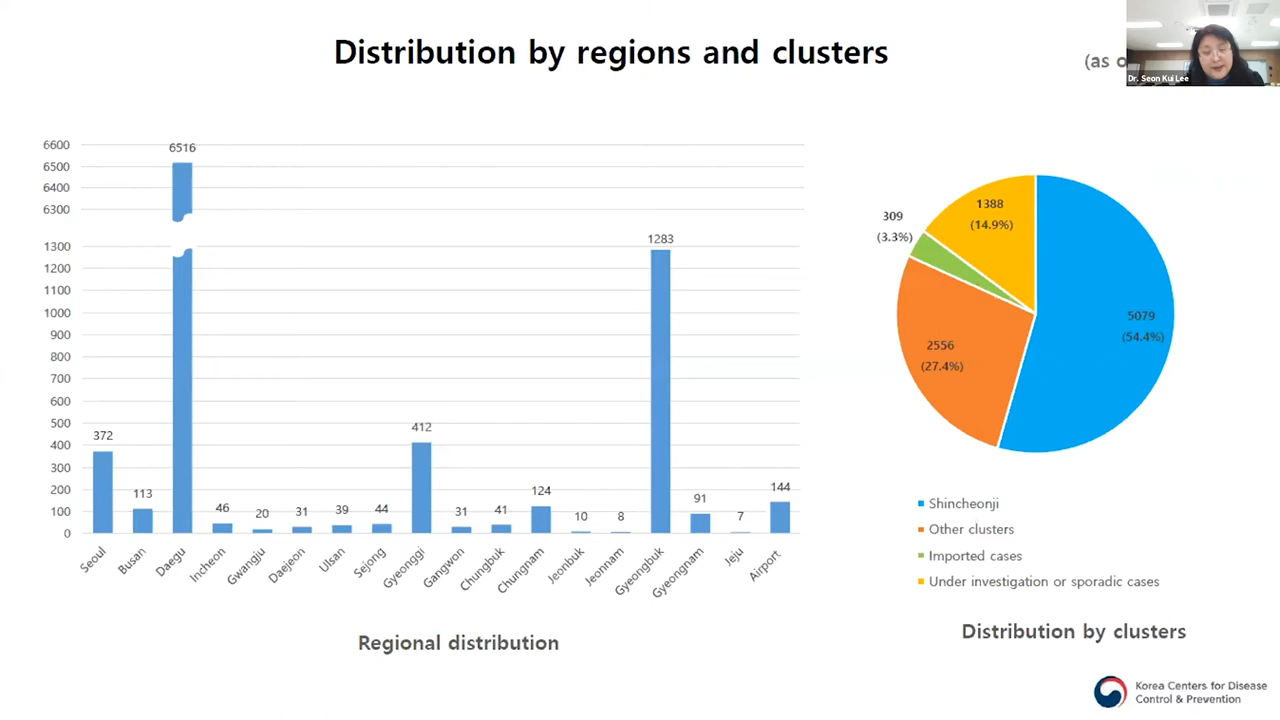 Distribution by regions and clusters
(as o
Dr. Seon Kui Lee
6600
6500
6400
6300
1300
1200
1100
1000
900
800
700
600
500
400
300
200
100
0
372
113
6516
46
20
31
39
44
412
31
41
124
10
8
1283
91
7
144
Seoul
Busan
Daegu
Incheon
Gwangju
Daejeon
Ulsan
Sejong
Gyeonggi
Gangwon
Chungbuk
Chungnam
Jeonbuk
Jeonnam
Gyeongbuk
Gyeongnam
Jeju
Airport
Regional distribution
1388
(14.9%)
309
(3.3%)
5079
(54.4%)
2556
(27.4%)
Shincheonji
Other clusters
Imported cases
Under investigation or sporadic cases
Distribution by clusters
Korea Centers for Disease
Control & Prevention